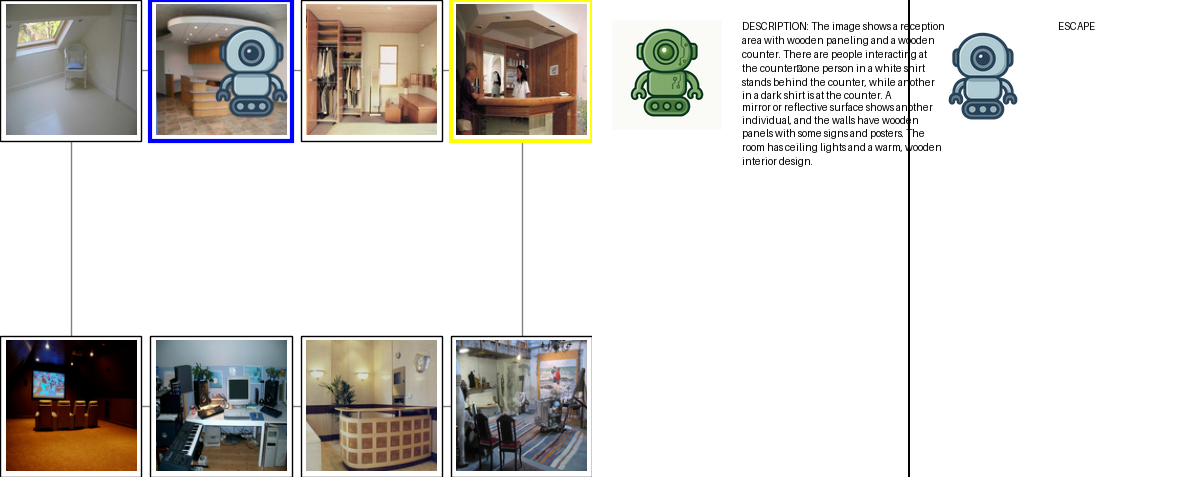 DESCRIPTION: The image shows a reception
area with wooden paneling and a wooden
counter. There are people interacting at
the counter one person in a white shirt
stands behind the counter, while another
in a dark shirt is at the counter. A
mirror or reflective surface shows another
individual, and the walls have wooden
panels with some signs and posters. The
room has ceiling lights and a warm, wooden
interior design.
ESCAPE